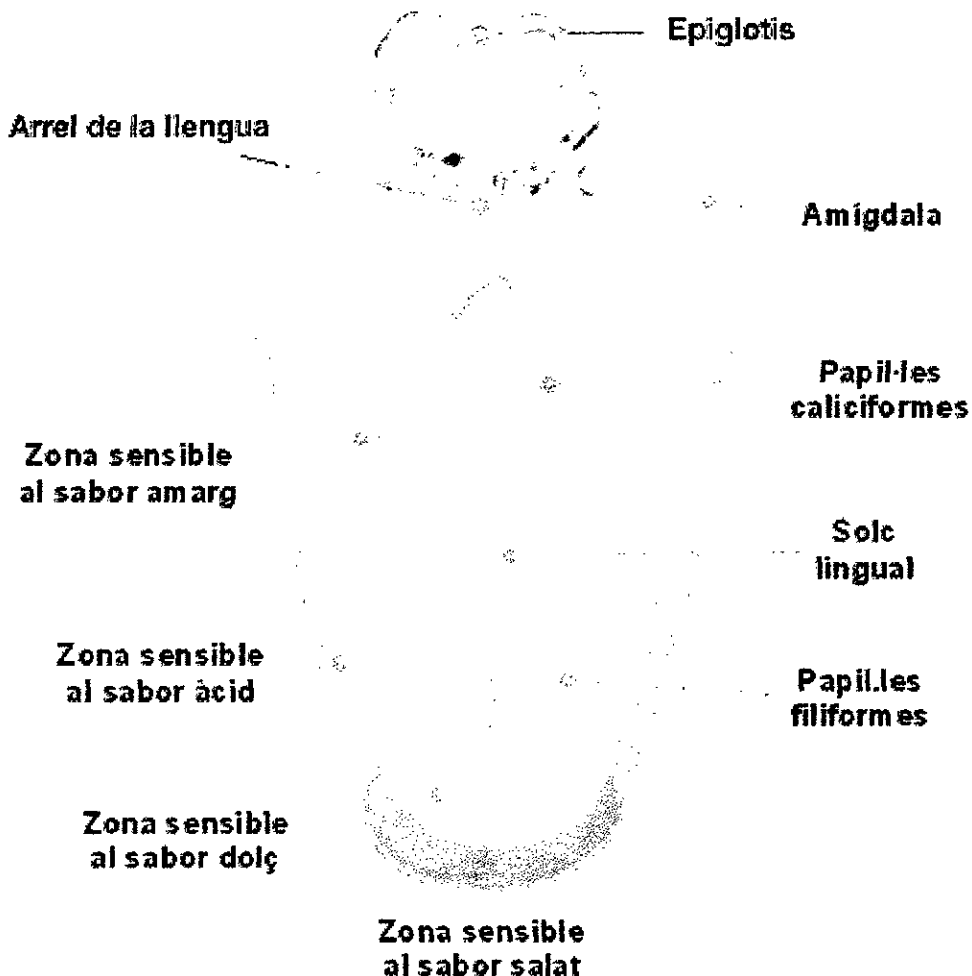 Epiglotis
Arrel de la llengua
Amígdala
Papil·les
caliciformes
Zona sensible
al sabor amarg
Solc
lingual
Zona sensible
al sabor àcid
Papil.les
filiformes
Zona sensible
al sabor dolç
Zona sensible
al sabor salat